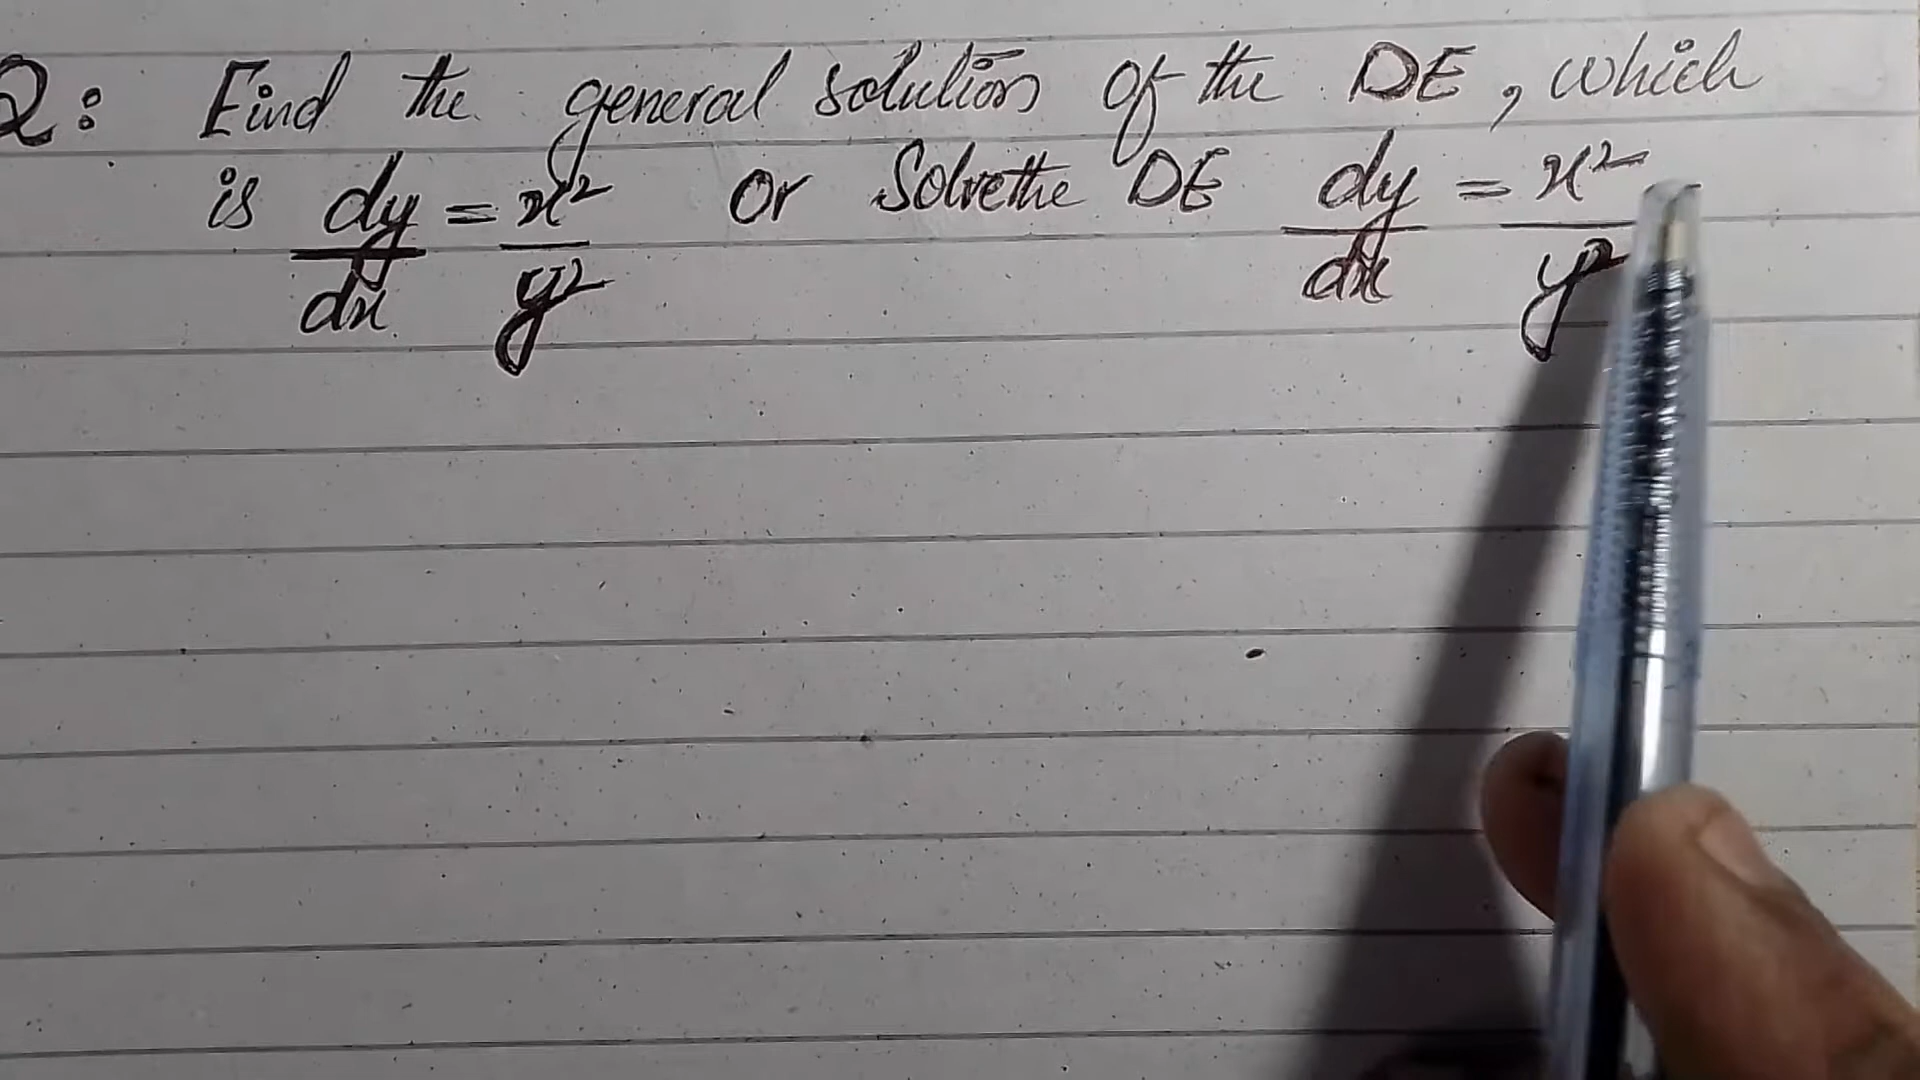 Q: Find the general solution of the DE, which
is dy/dx = x²/y² or Solve the DE dy/dx = x²/y²